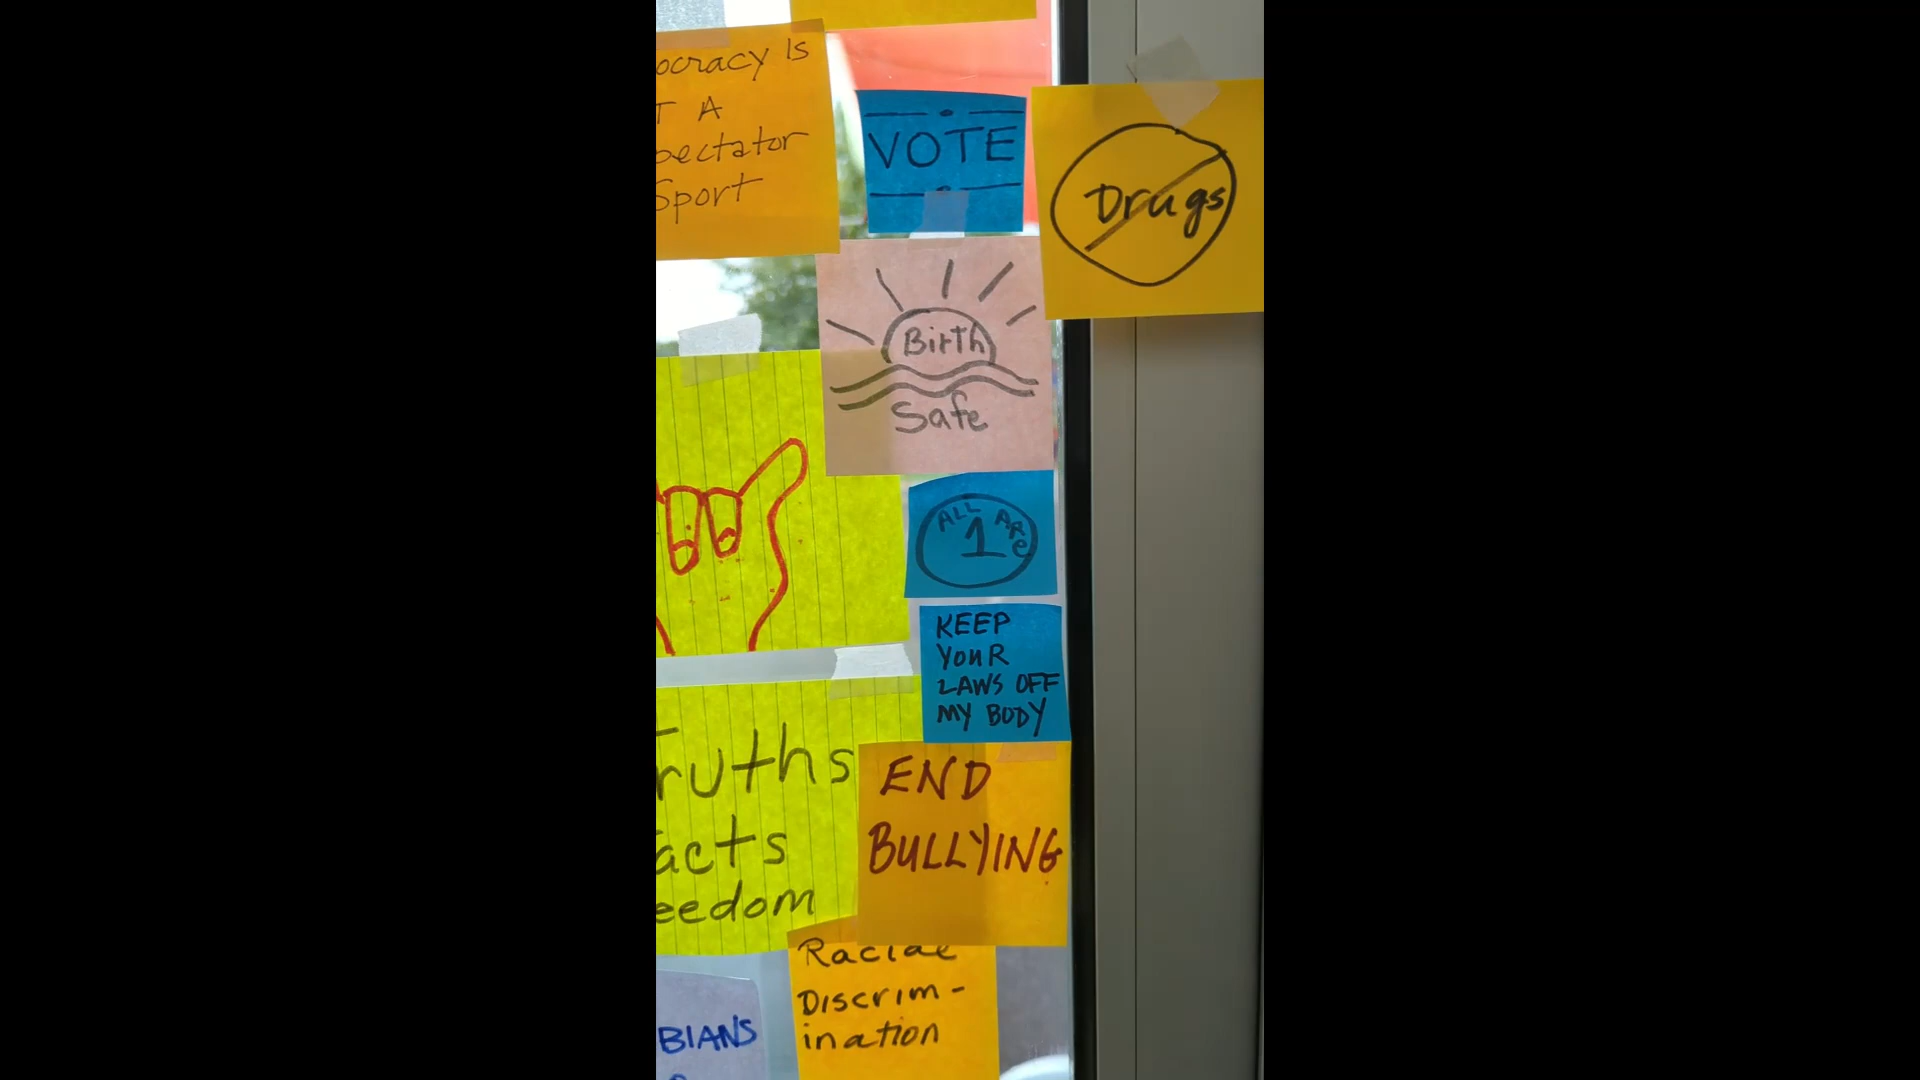 ocracy Is
T A
pectator
Sport
VOTE
Drugs
Birth
Safe
ALL ARe
1
KEEP
YOUR
LAWS OFF
MY BODY
ruths
acts
eedom
END
BULLYING
Racial
Discrim-
ination
BIANS